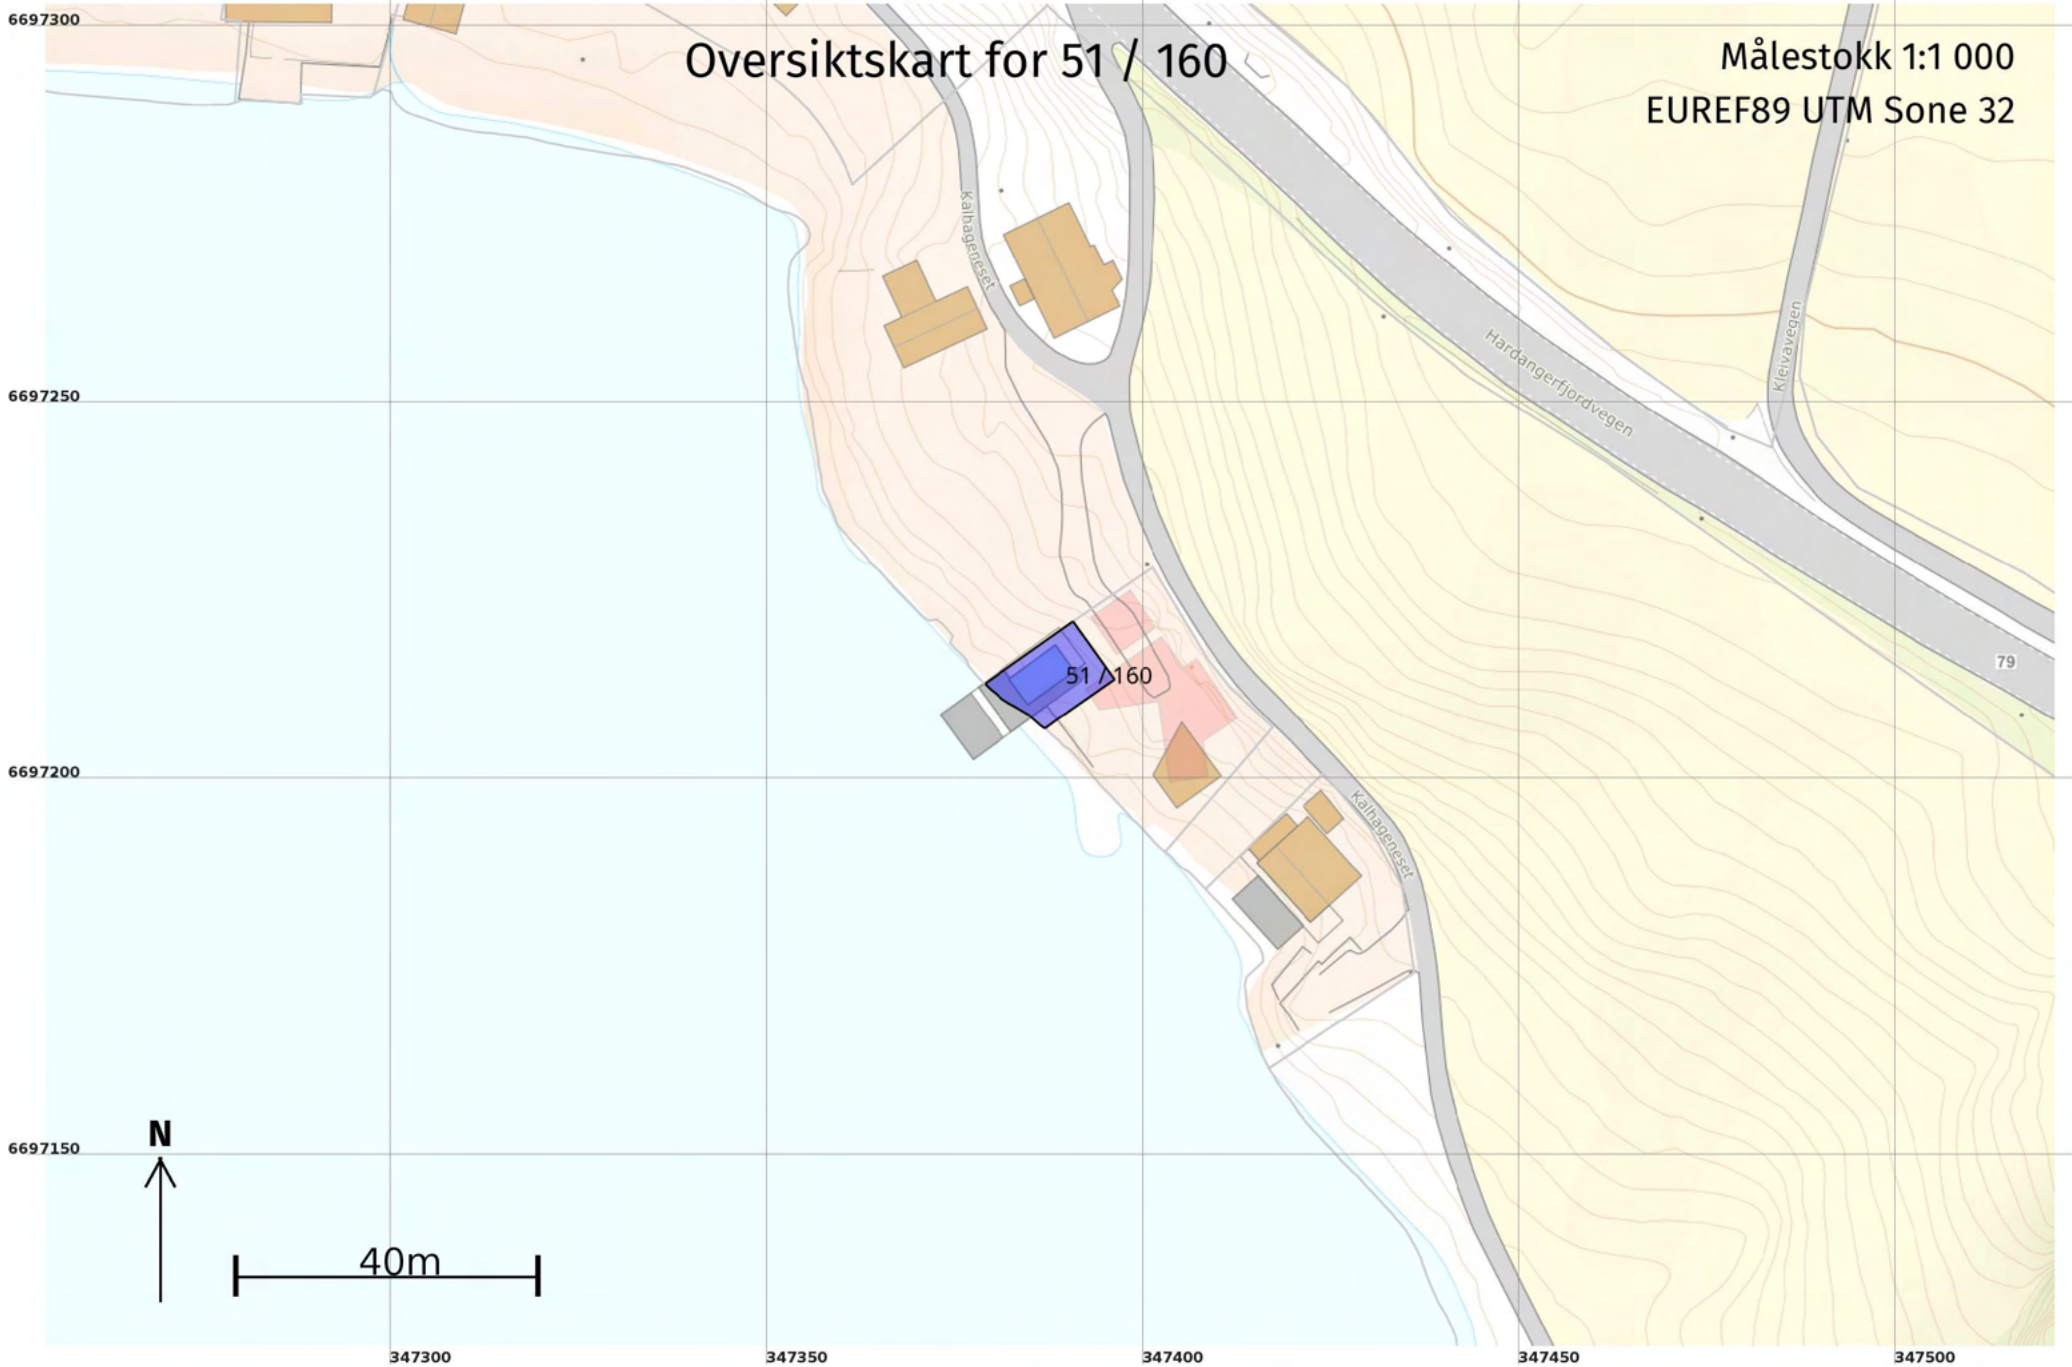 6697300
Oversiktskart for 51 / 160
Målestokk 1:1 000
EUREF89 UTM Sone 32
Kalhageneset
Hardangerfjordvegen
Kleivavegen
6697250
79
51 / 160
6697200
Kalhageneset
6697150
N
40m
347300
347350
347400
347450
347500